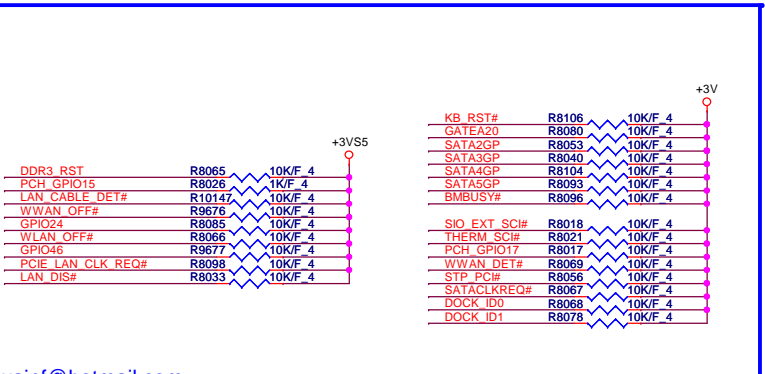 +3V
KB_RST# R8106 10K/F_4
GATEA20 R8080 10K/F_4
SATA2GP R8053 10K/F_4
SATA3GP R8040 10K/F_4
SATA4GP R8104 10K/F_4
SATA5GP R8093 10K/F_4
BMBUSY# R8096 10K/F_4
SIO_EXT_SCI# R8018 10K/F_4
THERM_SCI# R8021 10K/F_4
PCH_GPIO17 R8017 10K/F_4
WWAN_DET# R8069 10K/F_4
STP_PCI# R8056 10K/F_4
SATACLKREQ# R8067 10K/F_4
DOCK_ID0 R8068 10K/F_4
DOCK_ID1 R8078 10K/F_4
+3VS5
DDR3_RST R8065 10K/F_4
PCH_GPIO15 R8026 1K/F_4
LAN_CABLE_DET# R10147 10K/F_4
WWAN_OFF# R9676 10K/F_4
GPIO24 R8085 10K/F_4
WLAN_OFF# R8066 10K/F_4
GPIO46 R9677 10K/F_4
PCIE_LAN_CLK_REQ# R8098 10K/F_4
LAN_DIS# R8033 10K/F_4